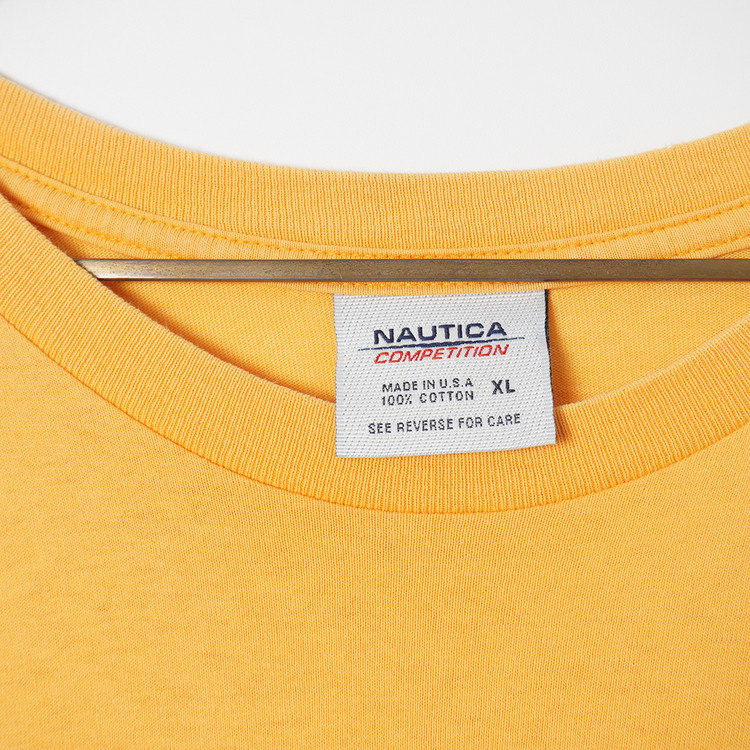 NAUTICA
COMPETITION
MADE IN U.S.A
100% COTTON XL
SEE REVERSE FOR CARE